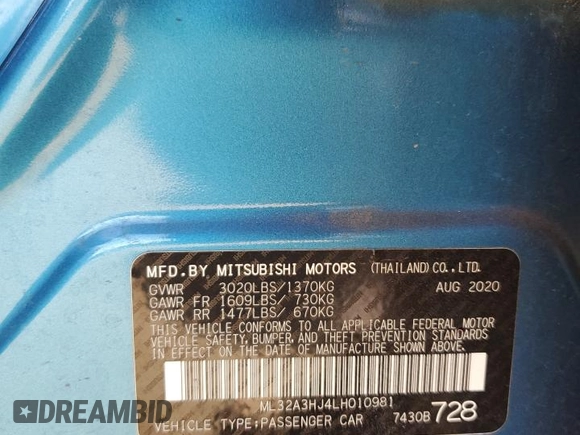 MFD. BY MITSUBISHI MOTORS (THAILAND) CO., LTD.
GVWR 3020LBS/1370KG AUG 2020
GAWR FR 1609LBS/ 730KG
GAWR RR 1477LBS/ 670KG
THIS VEHICLE CONFORMS TO ALL APPLICABLE FEDERAL MOTOR
VEHICLE SAFETY, BUMPER, AND THEFT PREVENTION STANDARDS
IN EFFECT ON THE DATE OF MANUFACTURE SHOWN ABOVE.
ML32A3HJ4LH010981
VEHICLE TYPE:PASSENGER CAR 7430B 728
DEALERS CLUB